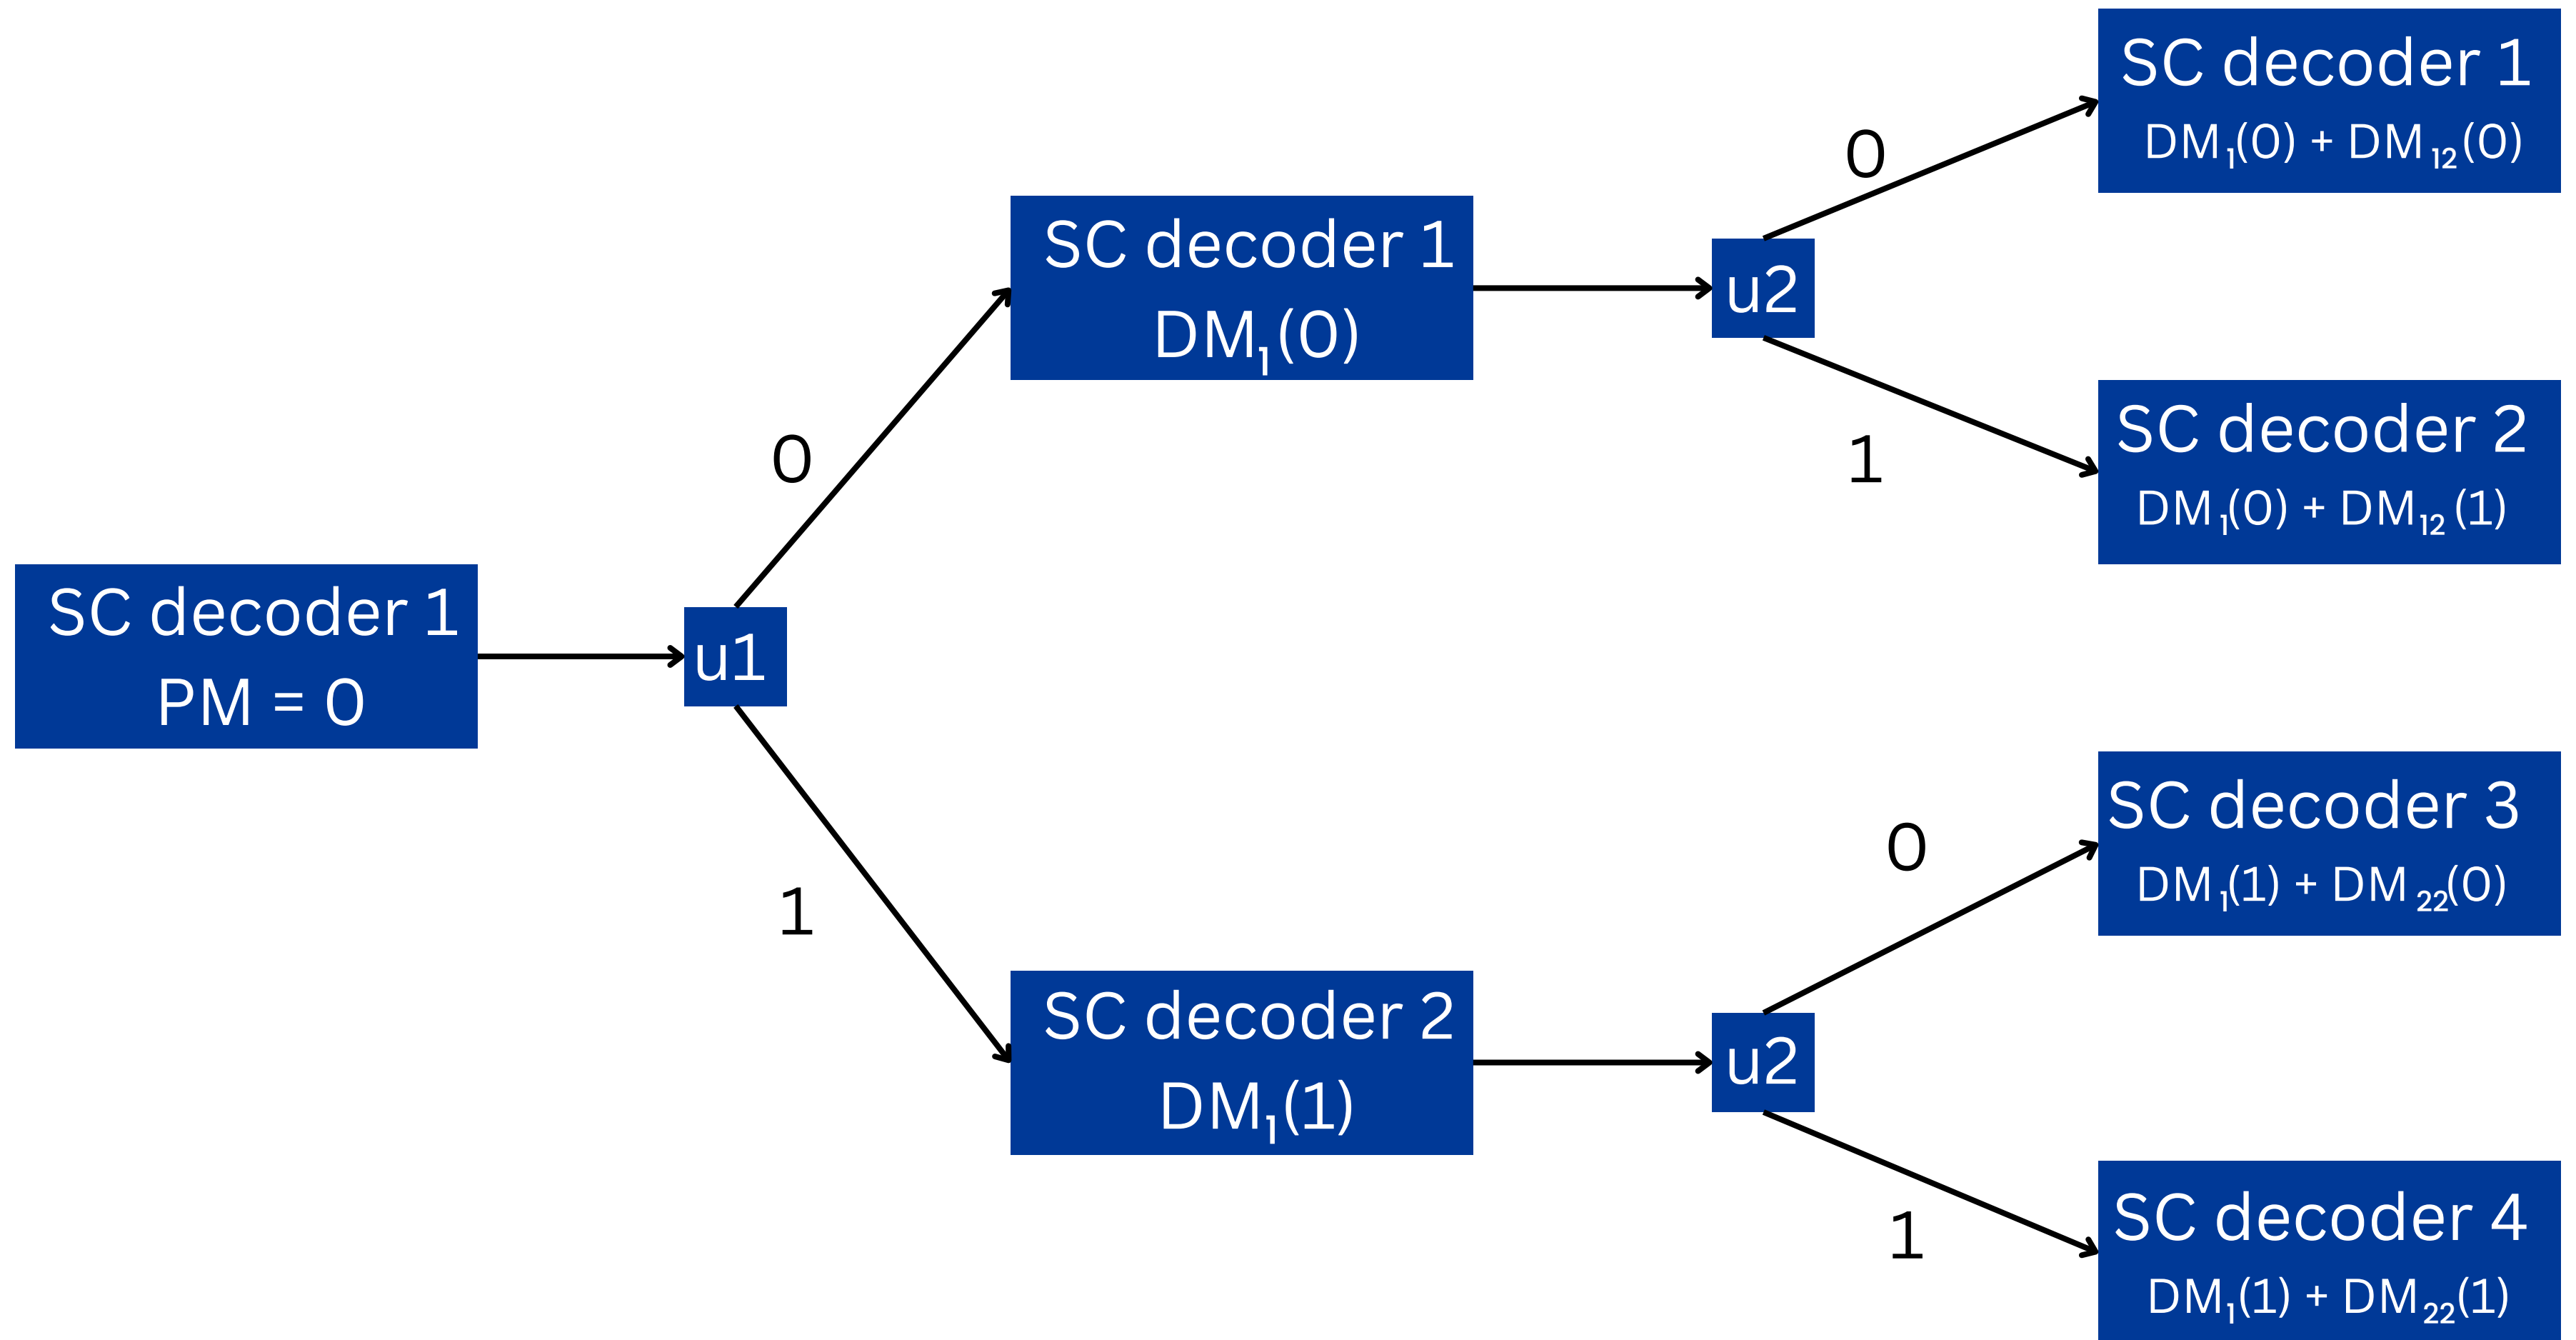 SC decoder 1
PM = 0
u1
0
1
SC decoder 1
DM₁(0)
SC decoder 2
DM₁(1)
u2
0
1
SC decoder 1
DM₁(0) + DM₁₂(0)
SC decoder 2
DM₁(0) + DM₁₂(1)
u2
0
1
SC decoder 3
DM₁(1) + DM₂₂(0)
SC decoder 4
DM₁(1) + DM₂₂(1)